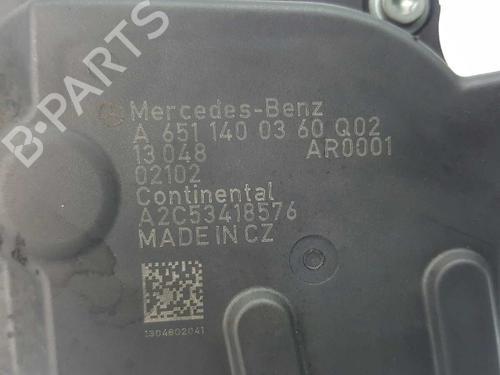 Mercedes-Benz
A 651 140 03 60 Q02
13 048 AR0001
02102
Continental
A2C53418576
MADE IN CZ
1304802041
B-PARTS